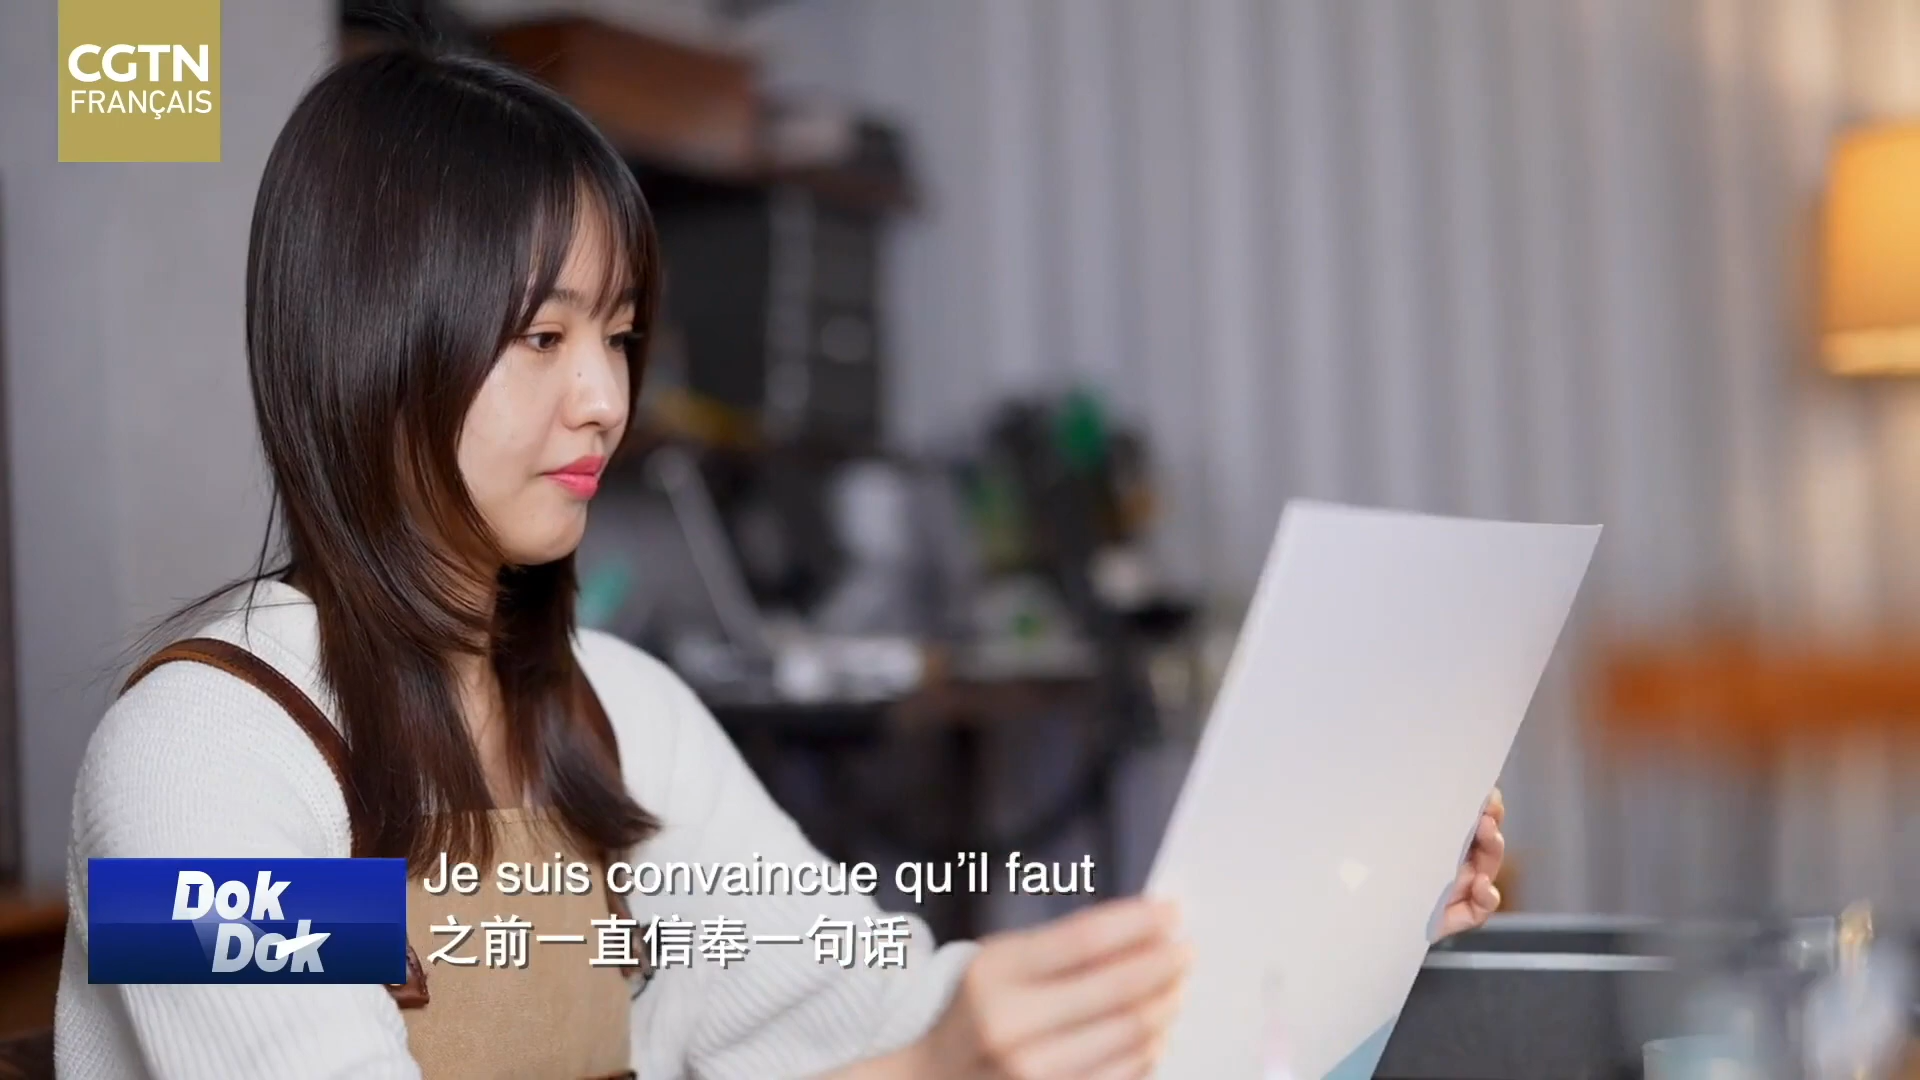 CGTN
FRANÇAIS
Dok
Dok
Je suis convaincue qu'il faut
之前一直信奉一句话